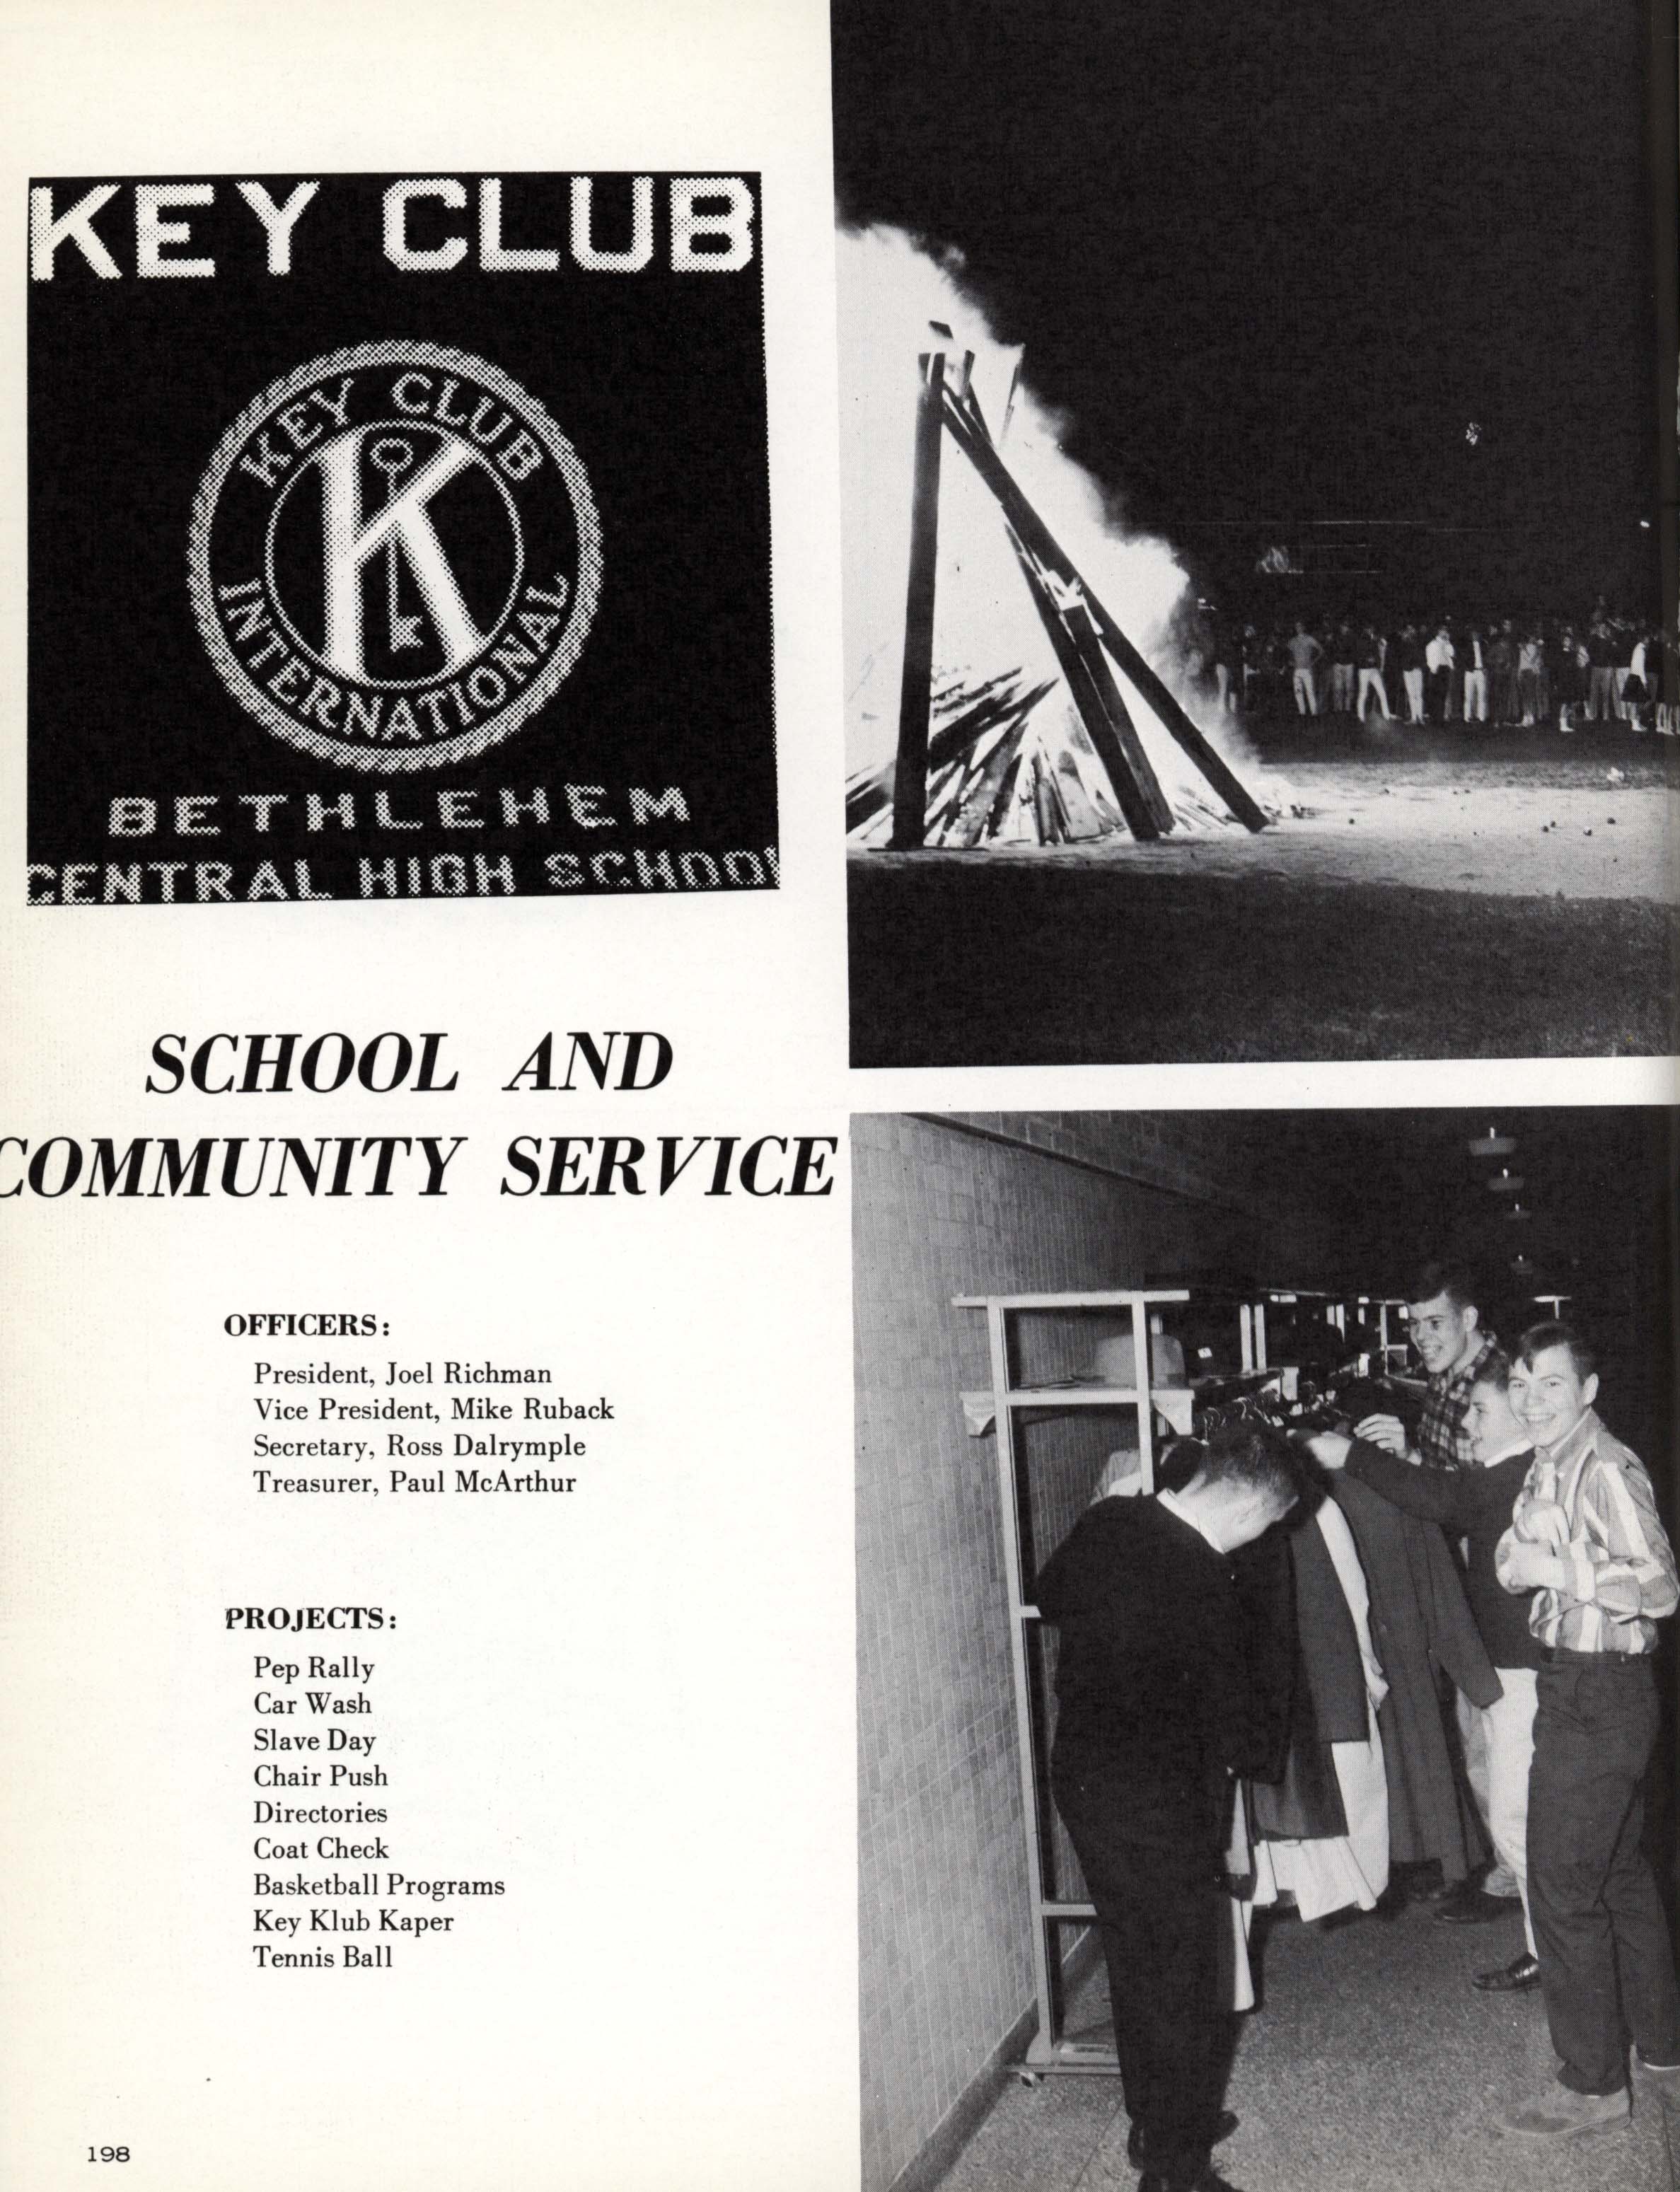 KEY CLUB
KEY CLUB
K
INTERNATIONAL
BETHLEHEM
CENTRAL HIGH SCHOOL
SCHOOL AND
COMMUNITY SERVICE
OFFICERS:
President, Joel Richman
Vice President, Mike Ruback
Secretary, Ross Dalrymple
Treasurer, Paul McArthur
PROJECTS:
Pep Rally
Car Wash
Slave Day
Chair Push
Directories
Coat Check
Basketball Programs
Key Klub Kaper
Tennis Ball
198